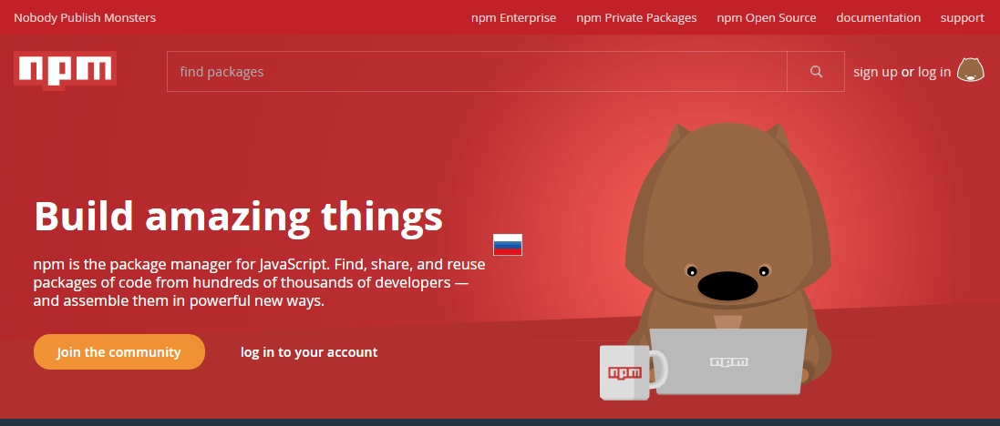 Nobody Publish Monsters
npm Enterprise npm Private Packages npm Open Source documentation support
npm
find packages
sign up or log in
Build amazing things
npm is the package manager for JavaScript. Find, share, and reuse
packages of code from hundreds of thousands of developers —
and assemble them in powerful new ways.
Join the community
log in to your account
npm
npm